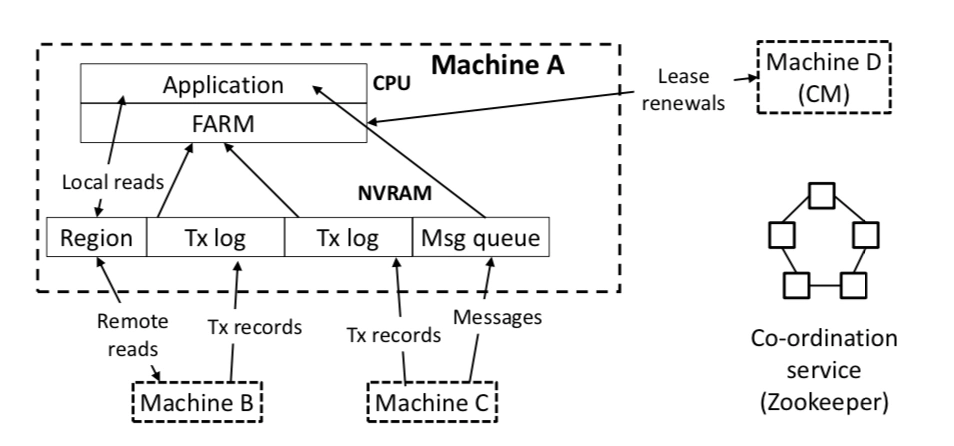 Machine A
Application
CPU
FARM
Local reads
NVRAM
Region
Tx log
Tx log
Msg queue
Lease
renewals
Machine D
(CM)
Remote
reads
Tx records
Tx records
Messages
Machine B
Machine C
Co-ordination
service
(Zookeeper)